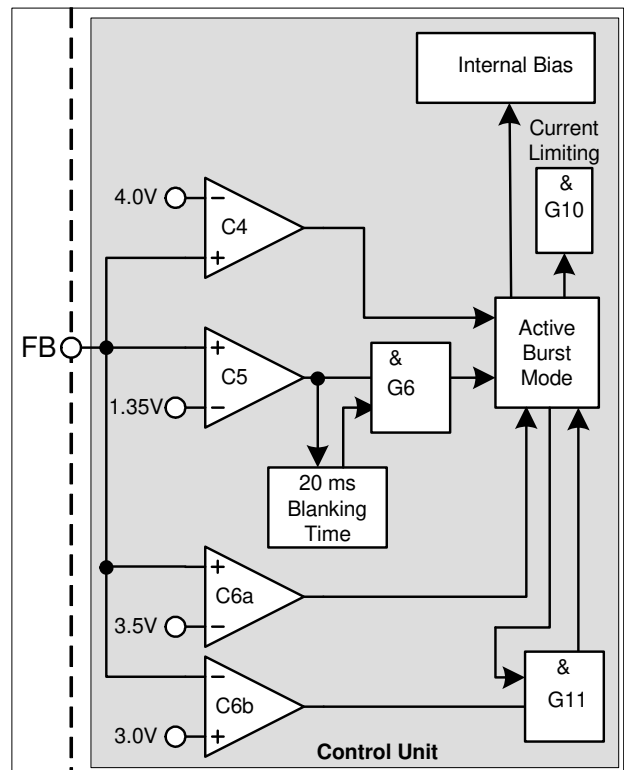 Internal Bias
Current
Limiting
&
G10
4.0V
−
C4
+
FB
+
C5
−
1.35V
&
G6
Active
Burst
Mode
20 ms
Blanking
Time
+
C6a
−
3.5V
−
C6b
+
3.0V
&
G11
Control Unit